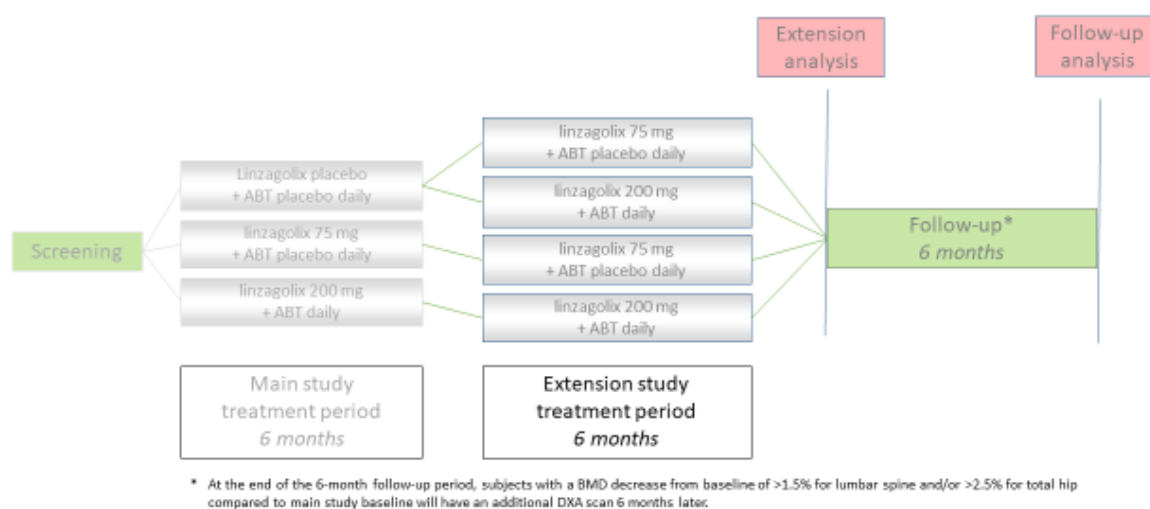 Extension
analysis
Follow-up
analysis
linzagolix 75 mg
+ ABT placebo daily
Linzagolix placebo
+ ABT placebo daily
linzagolix 200 mg
+ ABT daily
Screening
linzagolix 75 mg
+ ABT placebo daily
linzagolix 75 mg
+ ABT placebo daily
Follow-up*
6 months
linzagolix 200 mg
+ ABT daily
linzagolix 200 mg
+ ABT daily
Main study
treatment period
6 months
Extension study
treatment period
6 months
* At the end of the 6-month follow-up period, subjects with a BMD decrease from baseline of >1.5% for lumbar spine and/or >2.5% for total hip
compared to main study baseline will have an additional DXA scan 6 months later.